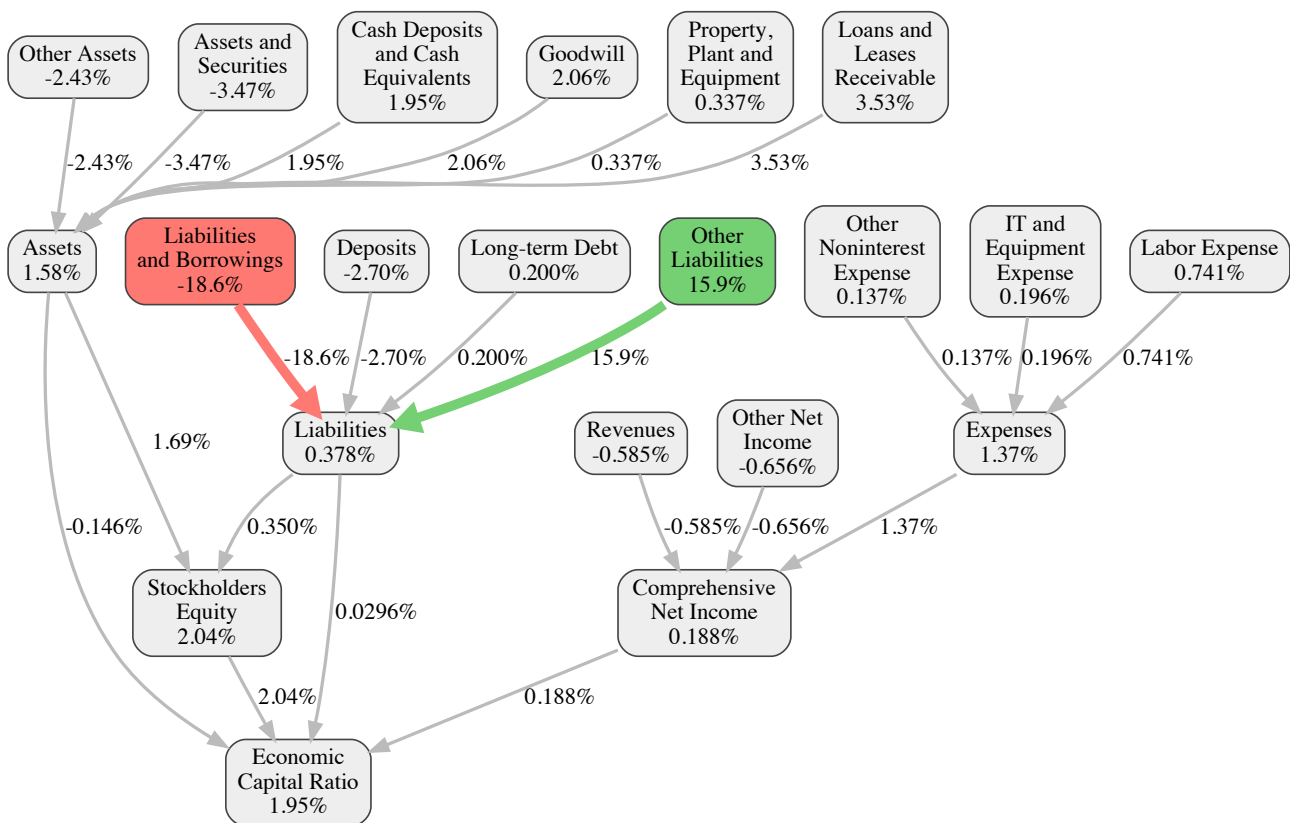 Other Assets
-2.43%
Assets and
Securities
-3.47%
Cash Deposits
and Cash
Equivalents
1.95%
Goodwill
2.06%
Property,
Plant and
Equipment
0.337%
Loans and
Leases
Receivable
3.53%
-2.43%
-3.47%
1.95%
2.06%
0.337%
3.53%
Assets
1.58%
Liabilities
and Borrowings
-18.6%
Deposits
-2.70%
Long-term Debt
0.200%
Other
Liabilities
15.9%
Other
Noninterest
Expense
0.137%
IT and
Equipment
Expense
0.196%
Labor Expense
0.741%
-18.6%
-2.70%
0.200%
15.9%
0.137%
0.196%
0.741%
Liabilities
0.378%
Revenues
-0.585%
Other Net
Income
-0.656%
Expenses
1.37%
1.69%
-0.146%
0.350%
-0.585%
-0.656%
1.37%
Stockholders
Equity
2.04%
0.0296%
Comprehensive
Net Income
0.188%
2.04%
0.188%
Economic
Capital Ratio
1.95%